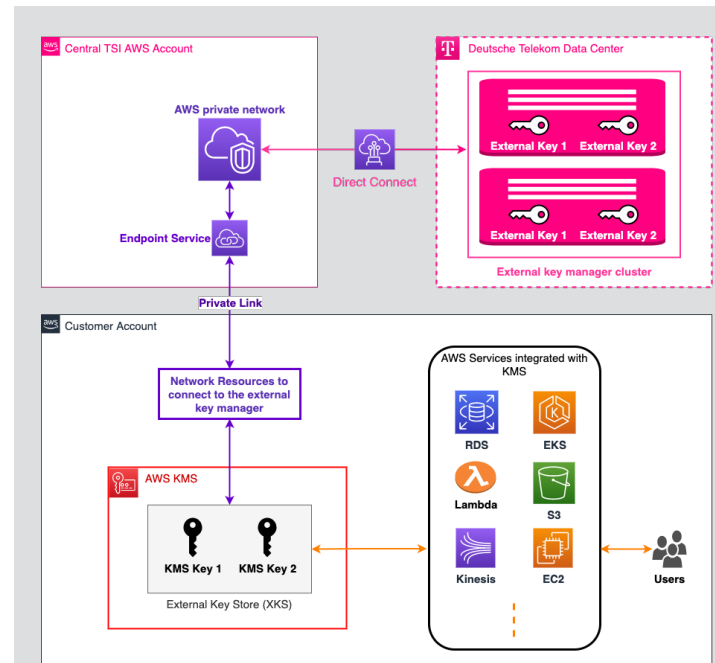 aws
Central TSI AWS Account
AWS private network
Endpoint Service
Private Link
Direct Connect
T
Deutsche Telekom Data Center
External Key 1
External Key 2
External Key 1
External Key 2
External key manager cluster
aws
Customer Account
Network Resources to
connect to the external
key manager
AWS KMS
KMS Key 1
KMS Key 2
External Key Store (XKS)
AWS Services integrated with
KMS
RDS
EKS
Lambda
S3
Kinesis
EC2
Users